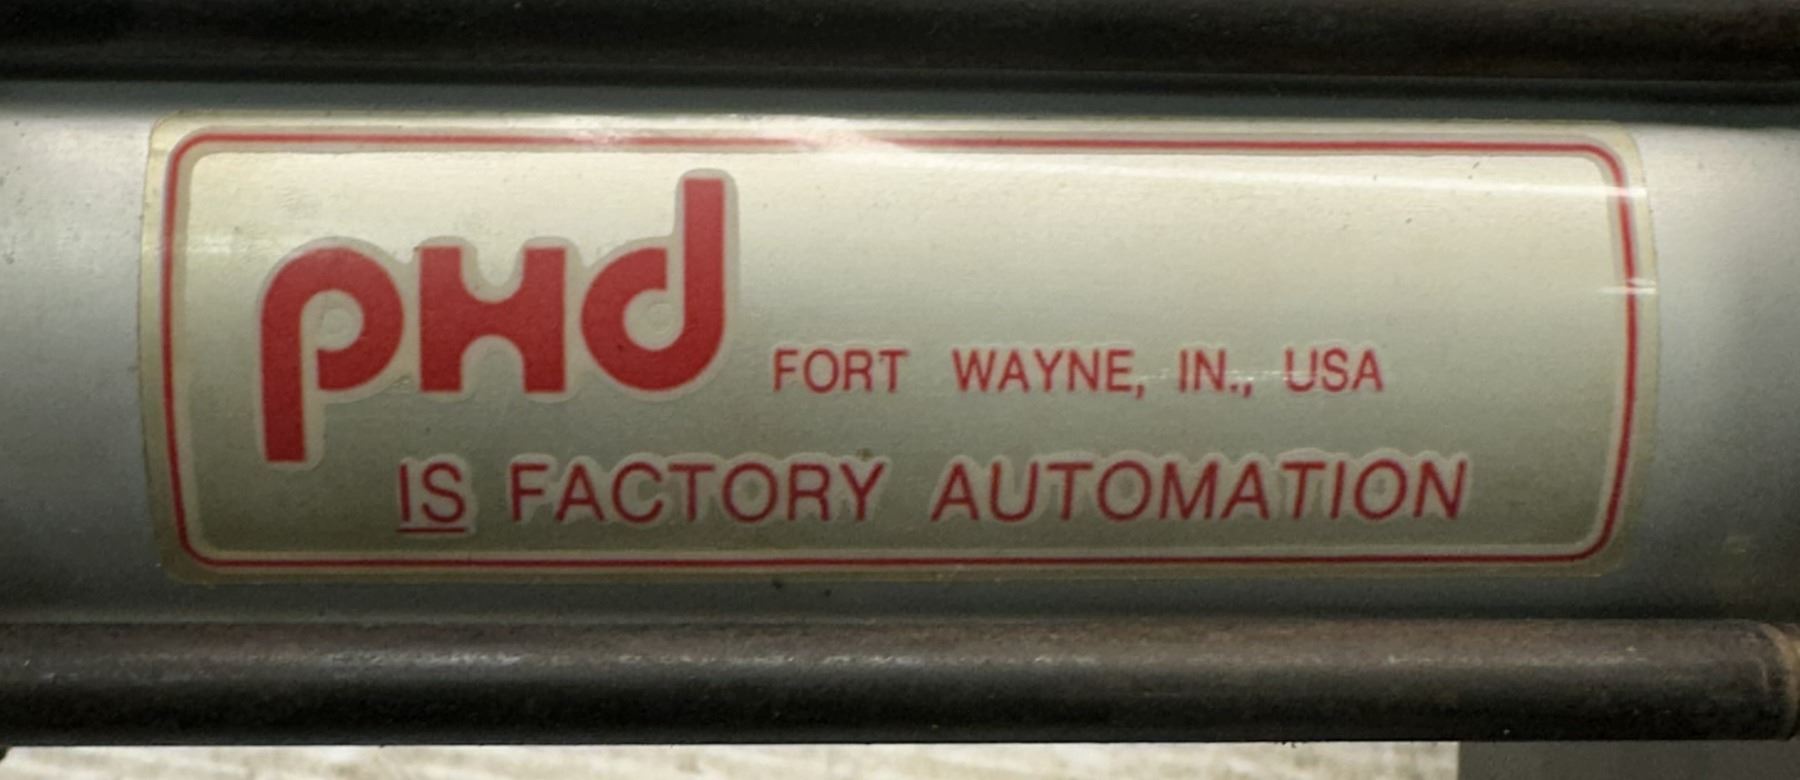 PHD FORT WAYNE, IN., USA
IS FACTORY AUTOMATION